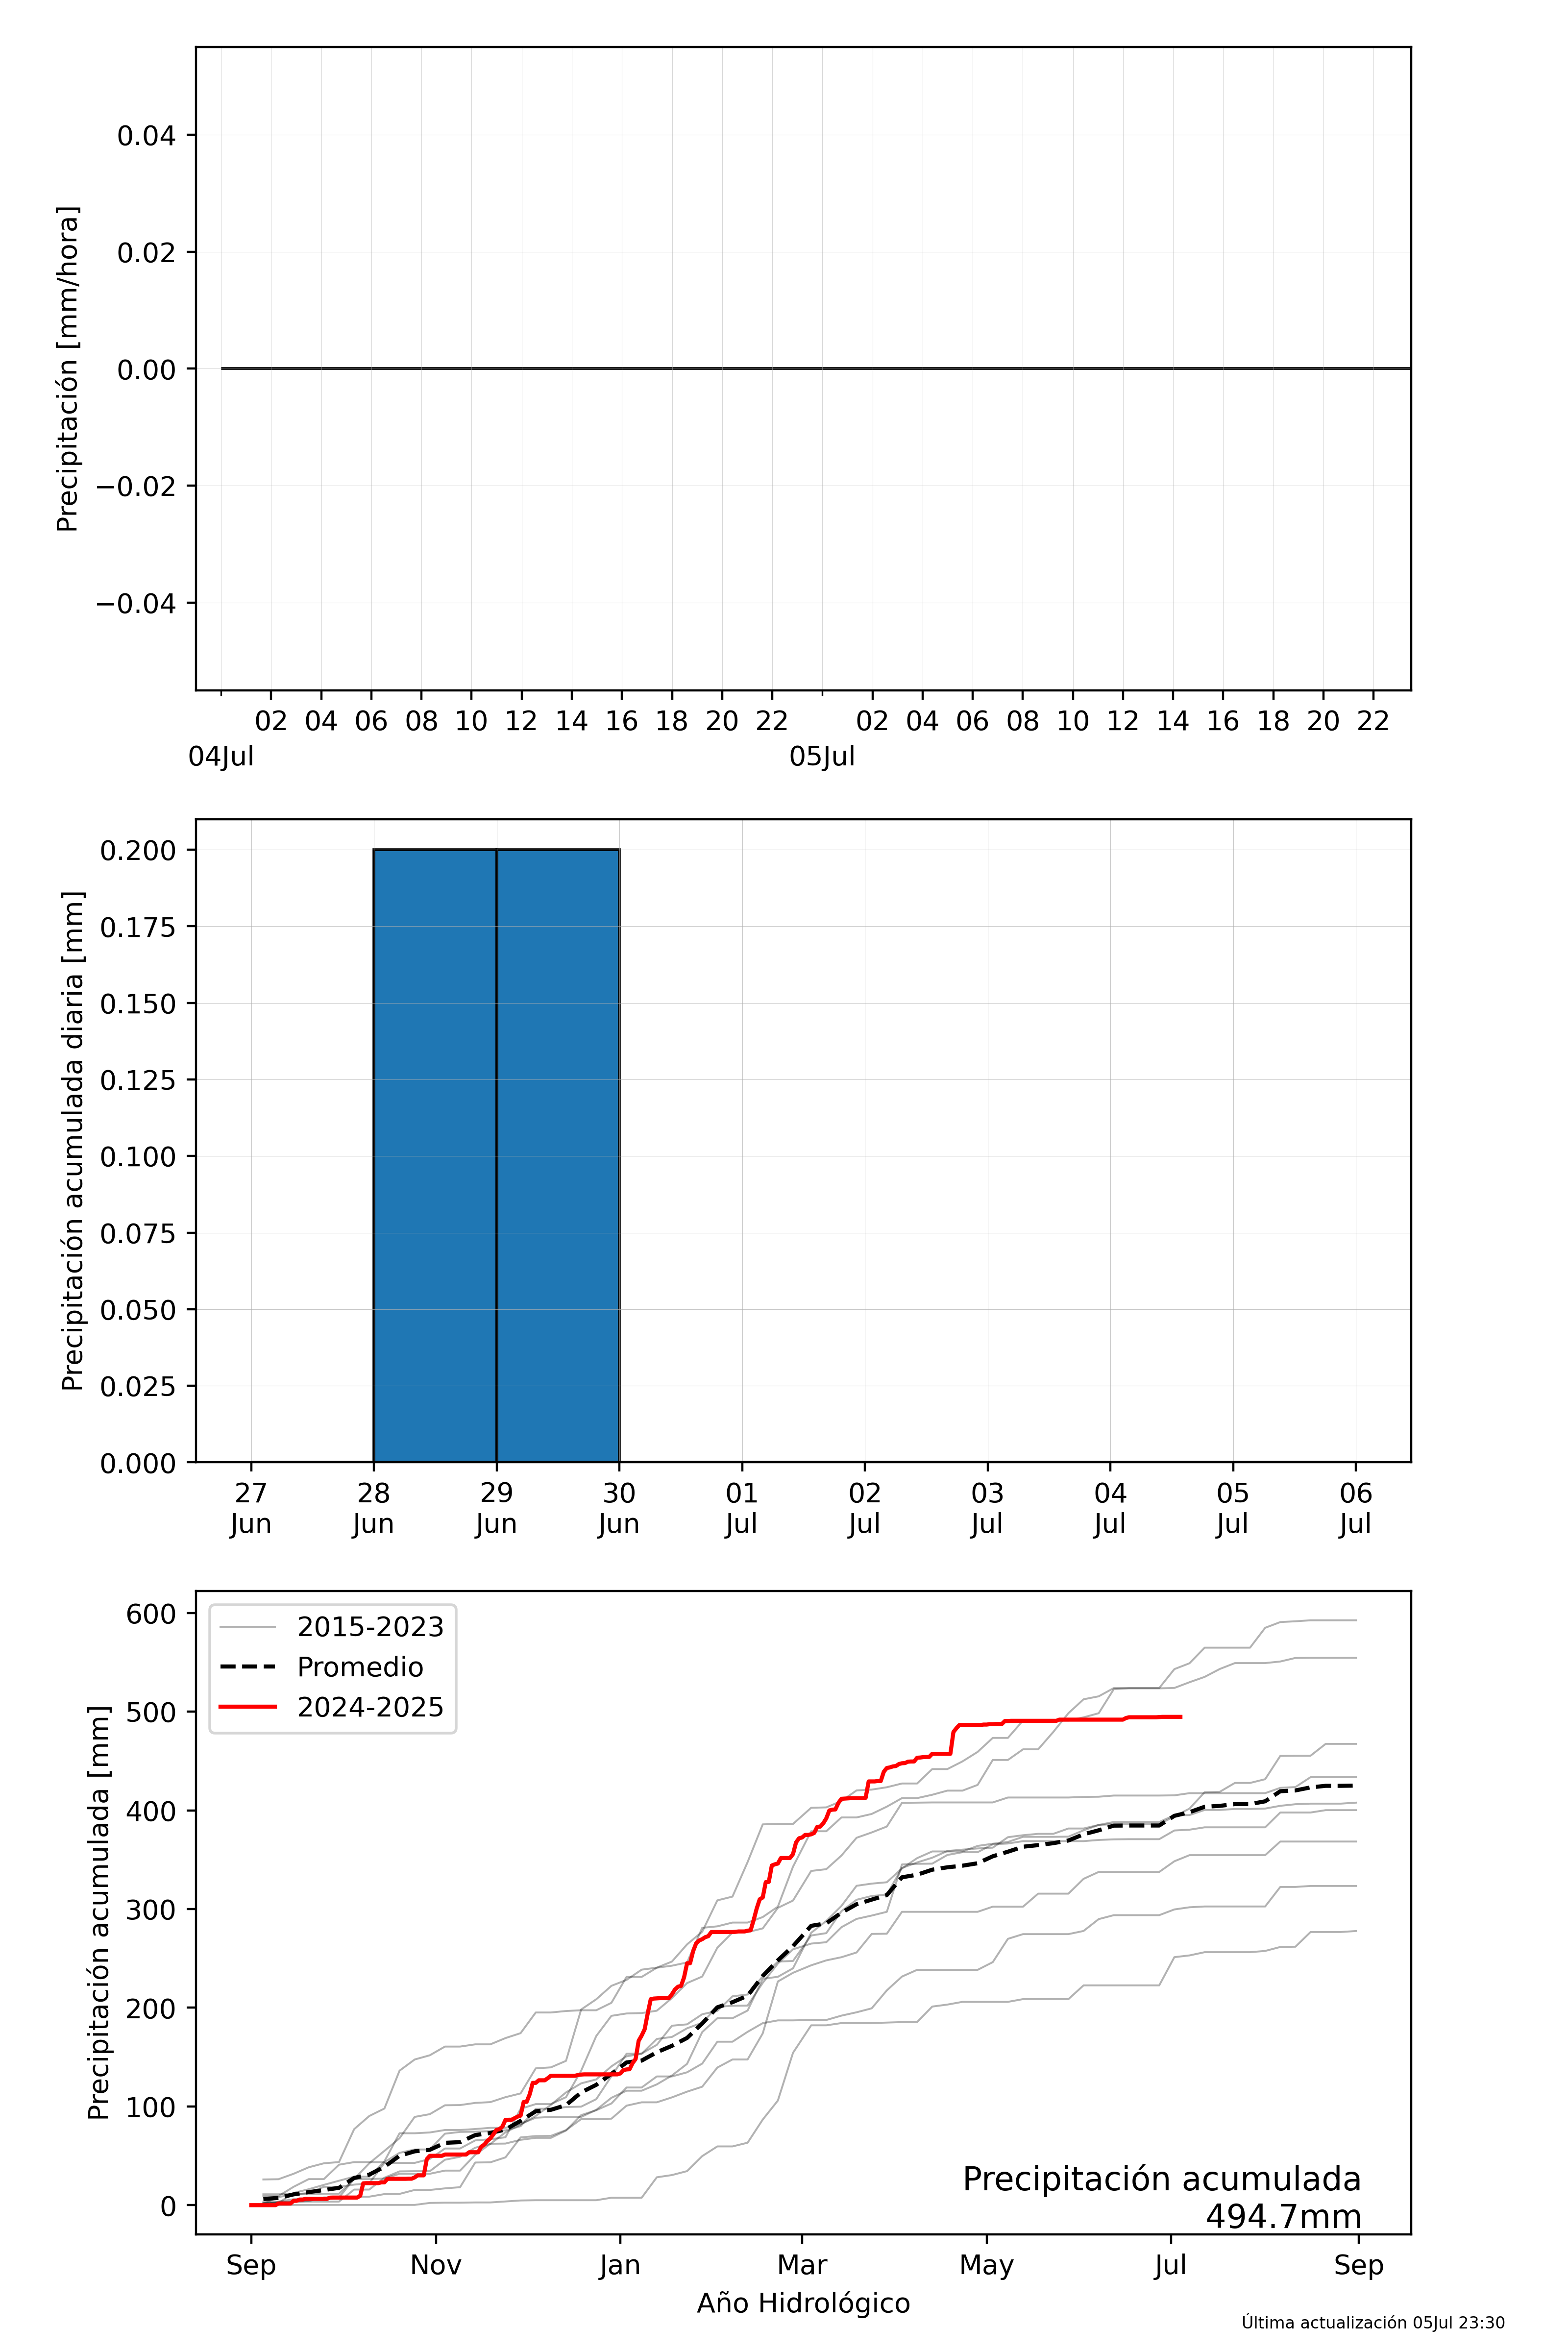 Precipitación [mm/hora]
0.04
0.02
0.00
−0.02
−0.04
02 04 06 08 10 12 14 16 18 20 22 02 04 06 08 10 12 14 16 18 20 22
04Jul 05Jul
Precipitación acumulada diaria [mm]
0.200
0.175
0.150
0.125
0.100
0.075
0.050
0.025
0.000
27 28 29 30 01 02 03 04 05 06
Jun Jun Jun Jun Jul Jul Jul Jul Jul Jul
Precipitación acumulada [mm]
600
500
400
300
200
100
0
2015-2023
Promedio
2024-2025
Precipitación acumulada
494.7mm
Sep Nov Jan Mar May Jul Sep
Año Hidrológico
Última actualización 05Jul 23:30